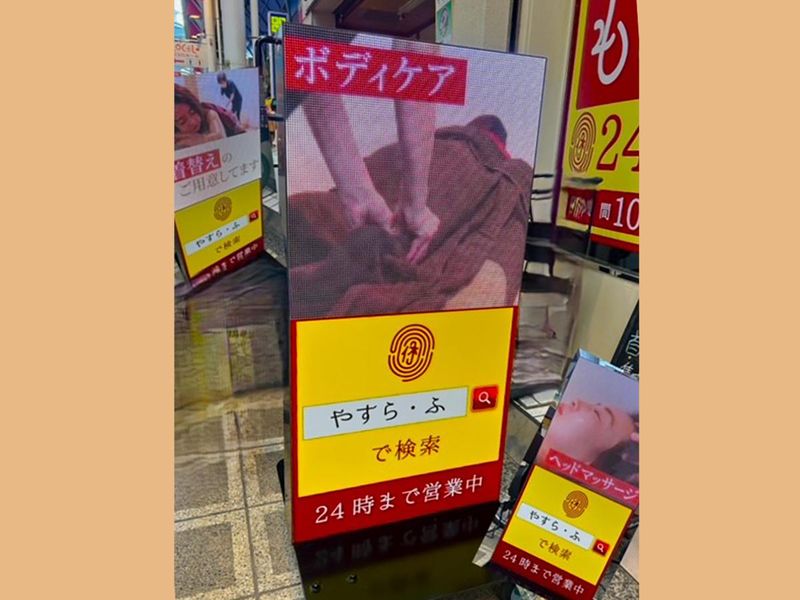 ボディケア
休
やすら・ふ
で検索
24時まで営業中
着替えの
ご用意してます
やすら・ふ
で検索
も
24
間10
ヘッドマッサージ
やすら・ふ
で検索
24時まで営業中